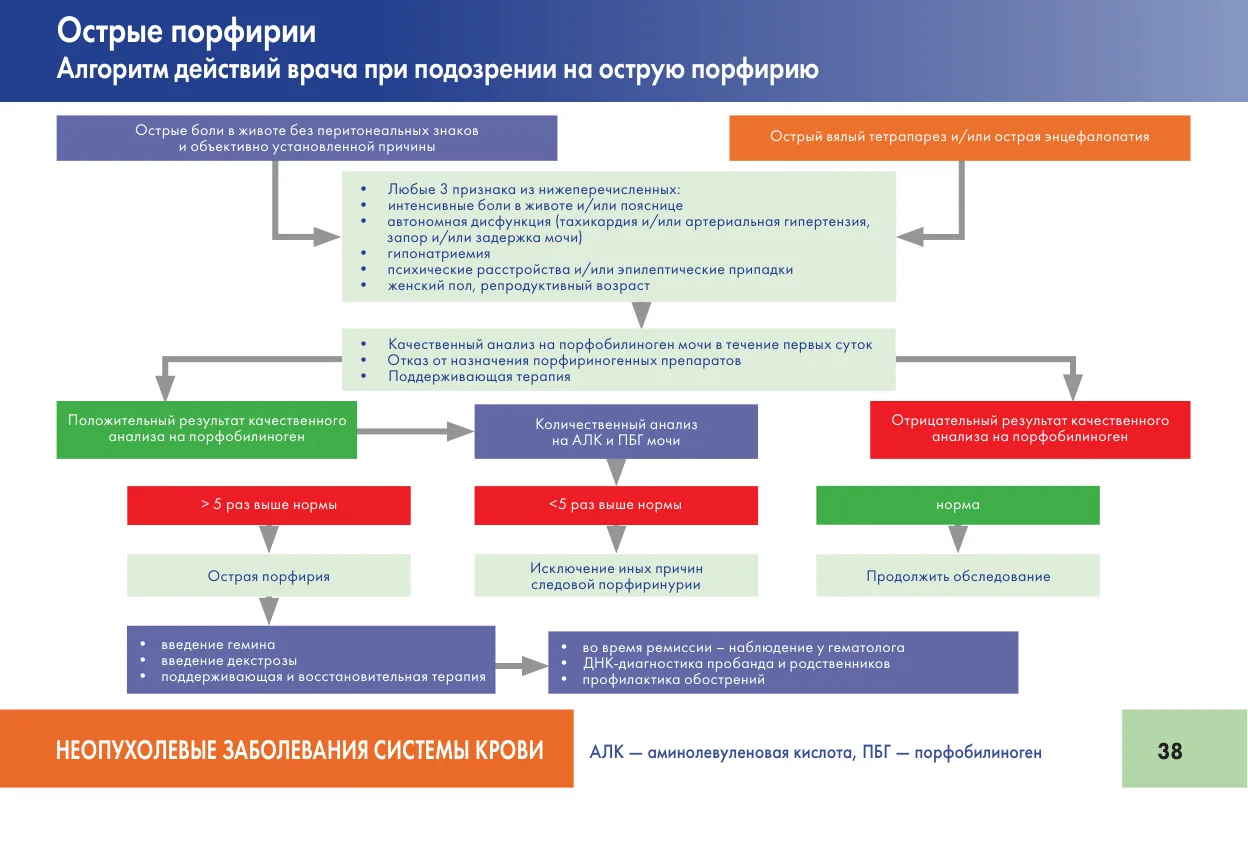 Острые порфирии
Алгоритм действий врача при подозрении на острую порфирию
Острые боли в животе без перитонеальных знаков
и объективно установленной причины
Острый вялый тетрапарез и/или острая энцефалопатия
• Любые 3 признака из нижеперечисленных:
• интенсивные боли в животе и/или пояснице
• автономная дисфункция (тахикардия и/или артериальная гипертензия,
запор и/или задержка мочи)
• гипонатриемия
• психические расстройства и/или эпилептические припадки
• женский пол, репродуктивный возраст
• Качественный анализ на порфобилиноген мочи в течение первых суток
• Отказ от назначения порфириногенных препаратов
• Поддерживающая терапия
Положительный результат качественного
анализа на порфобилиноген
Количественный анализ
на АЛК и ПБГ мочи
Отрицательный результат качественного
анализа на порфобилиноген
> 5 раз выше нормы
<5 раз выше нормы
норма
Острая порфирия
Исключение иных причин
следовой порфиринурии
Продолжить обследование
• введение гемина
• введение декстрозы
• поддерживающая и восстановительная терапия
• во время ремиссии – наблюдение у гематолога
• ДНК-диагностика пробанда и родственников
• профилактика обострений
НЕОПУХОЛЕВЫЕ ЗАБОЛЕВАНИЯ СИСТЕМЫ КРОВИ
АЛК — аминолевуленовая кислота, ПБГ — порфобилиноген
38